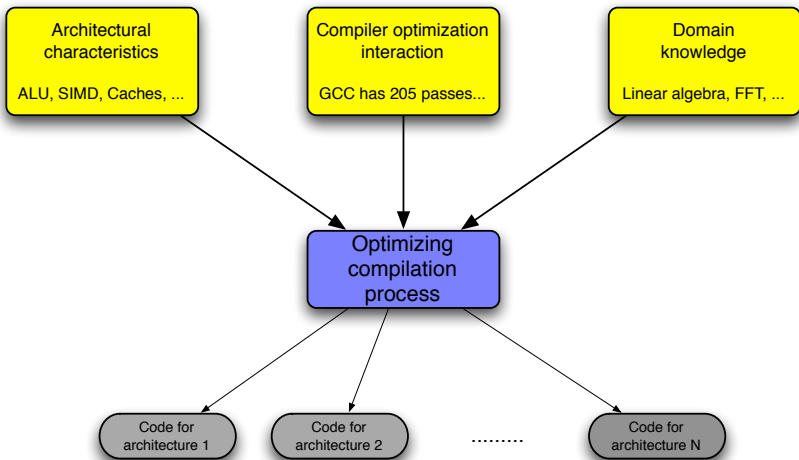 Architectural
characteristics
ALU, SIMD, Caches, ...
Compiler optimization
interaction
GCC has 205 passes...
Domain
knowledge
Linear algebra, FFT, ...
Optimizing
compilation
process
Code for
architecture 1
Code for
architecture 2
.........
Code for
architecture N